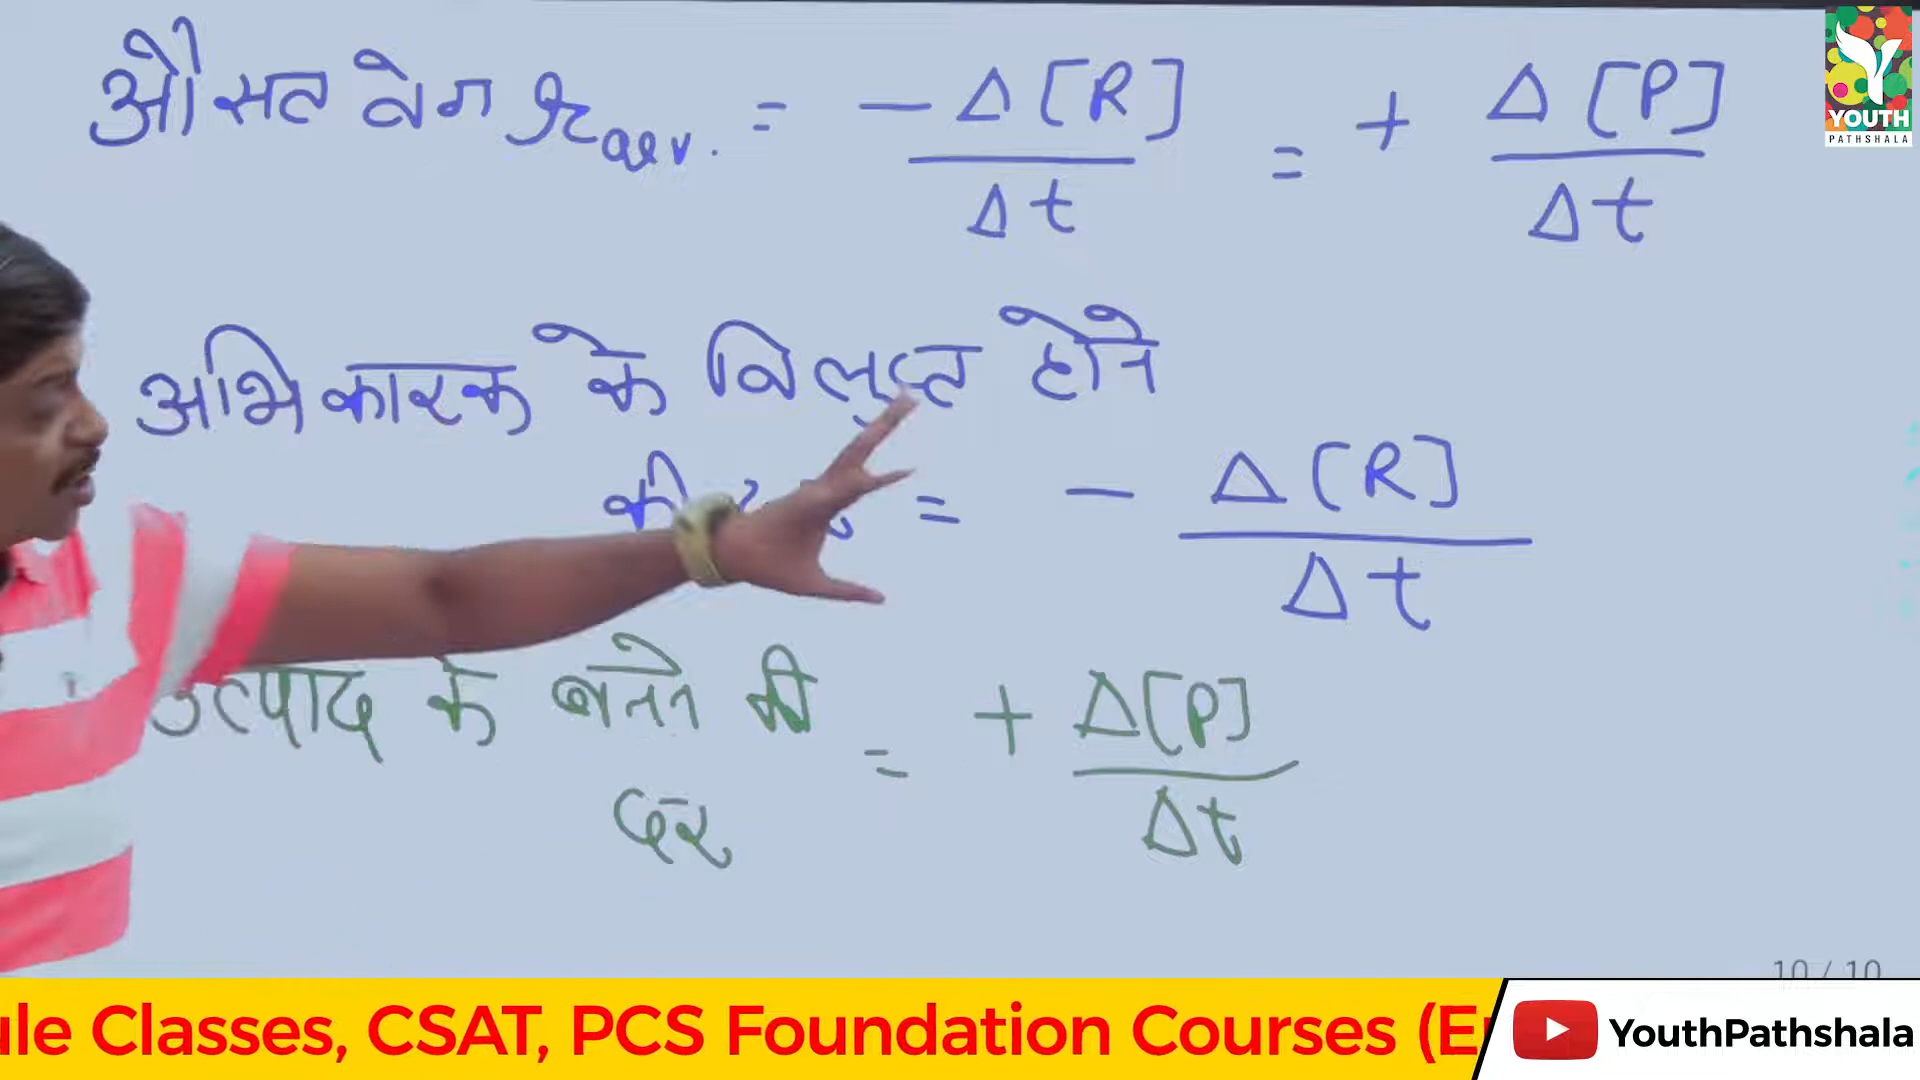 औसत वेग r aev. = - Δ[R] / Δt = + Δ[P] / Δt
अभिकारक के विलुप्त होने
की = - Δ[R] / Δt
उत्पाद के बनने की = + Δ[P] / Δt
दर
10 / 10
YOUTH
PATHSHALA
ule Classes, CSAT, PCS Foundation Courses (E
YouthPathshala